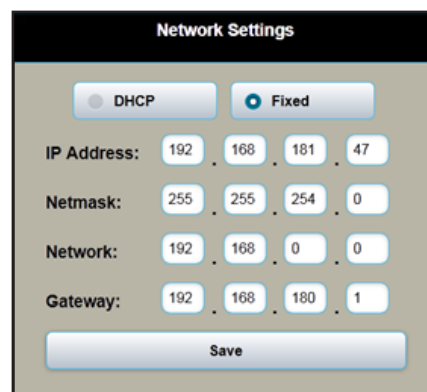 Network Settings
DHCP Fixed
IP Address: 192 . 168 . 181 . 47
Netmask: 255 . 255 . 254 . 0
Network: 192 . 168 . 0 . 0
Gateway: 192 . 168 . 180 . 1
Save